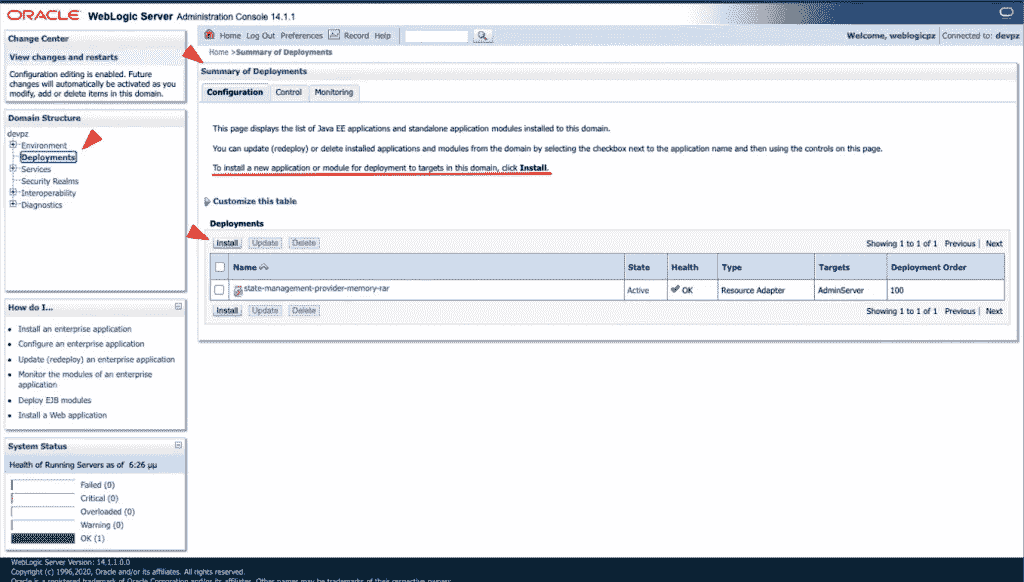 ORACLE WebLogic Server Administration Console 14.1.1
Change Center
View changes and restarts
Configuration editing is enabled. Future
changes will automatically be activated as you
modify, add or delete items in this domain.
Domain Structure
devpz
Environment
Deployments
Services
Security Realms
Interoperability
Diagnostics
How do I...
Install an enterprise application
Configure an enterprise application
Update (redeploy) an enterprise application
Monitor the modules of an enterprise
application
Deploy EJB modules
Install a Web application
System Status
Health of Running Servers as of 6:26 μμ
Failed (0)
Critical (0)
Overloaded (0)
Warning (0)
OK (1)
Home Log Out Preferences Record Help
Welcome, weblogicpz Connected to: devpz
Home >Summary of Deployments
Summary of Deployments
Configuration Control Monitoring
This page displays the list of Java EE applications and standalone application modules installed to this domain.
You can update (redeploy) or delete installed applications and modules from the domain by selecting the checkbox next to the application name and then using the controls on this page.
To install a new application or module for deployment to targets in this domain, click Install.
Customize this table
Deployments
Install Update Delete Showing 1 to 1 of 1 Previous | Next
Name State Health Type Targets Deployment Order
state-management-provider-memory-rar Active OK Resource Adapter AdminServer 100
Install Update Delete Showing 1 to 1 of 1 Previous | Next
WebLogic Server Version: 14.1.1.0.0
Copyright (c) 1996,2020, Oracle and/or its affiliates. All rights reserved.
Oracle is a registered trademark of Oracle Corporation and/or its affiliates. Other names may be trademarks of their respective owners.